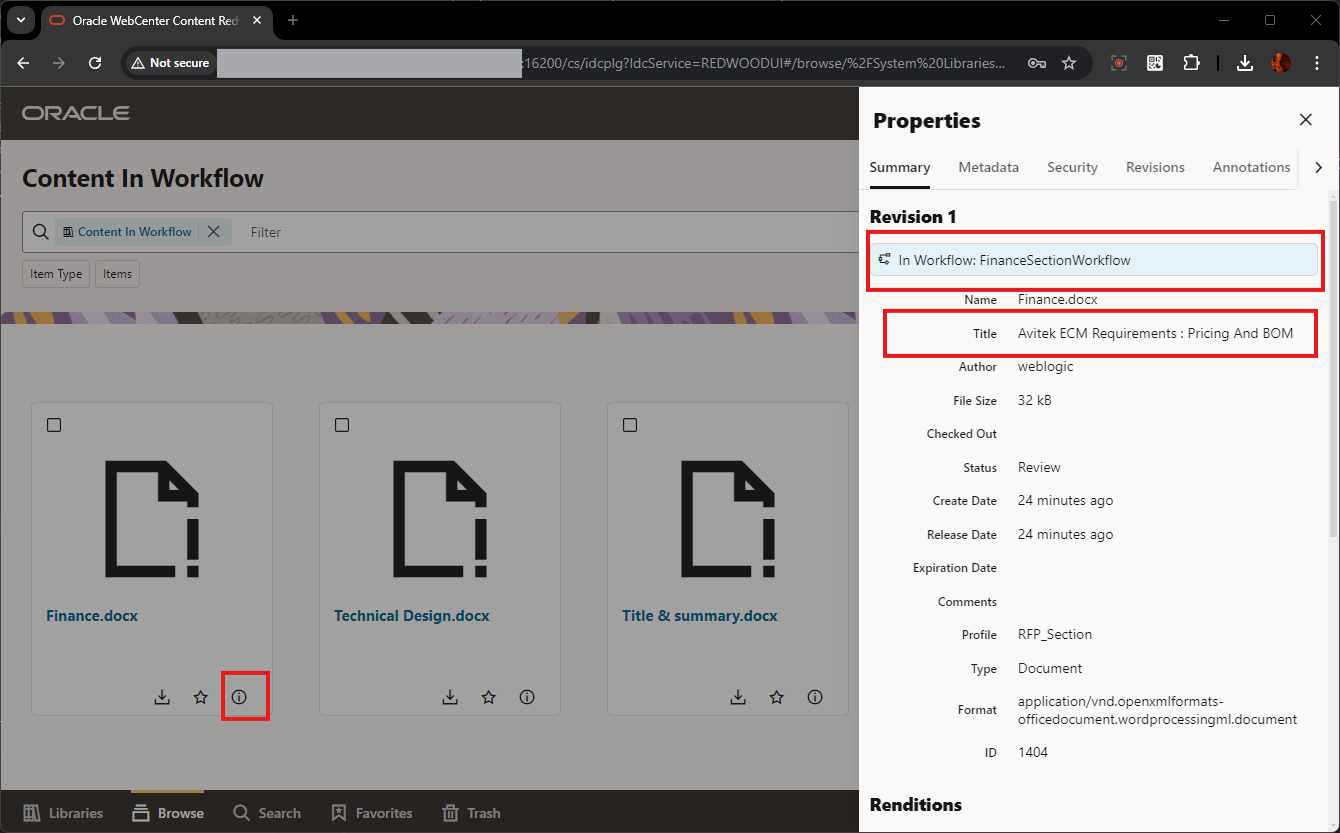 Oracle WebCenter Content Red
Not secure
:16200/cs/idcplg?IdcService=REDWOODUI#/browse/%2FSystem%20Libraries...
ORACLE
Content In Workflow
Content In Workflow
Filter
Item Type
Items
Finance.docx
Technical Design.docx
Title & summary.docx
Libraries
Browse
Search
Favorites
Trash
Properties
Summary
Metadata
Security
Revisions
Annotations
Revision 1
In Workflow: FinanceSectionWorkflow
Name Finance.docx
Title Avitek ECM Requirements : Pricing And BOM
Author weblogic
File Size 32 kB
Checked Out
Status Review
Create Date 24 minutes ago
Release Date 24 minutes ago
Expiration Date
Comments
Profile RFP_Section
Type Document
Format application/vnd.openxmlformats-
officedocument.wordprocessingml.document
ID 1404
Renditions